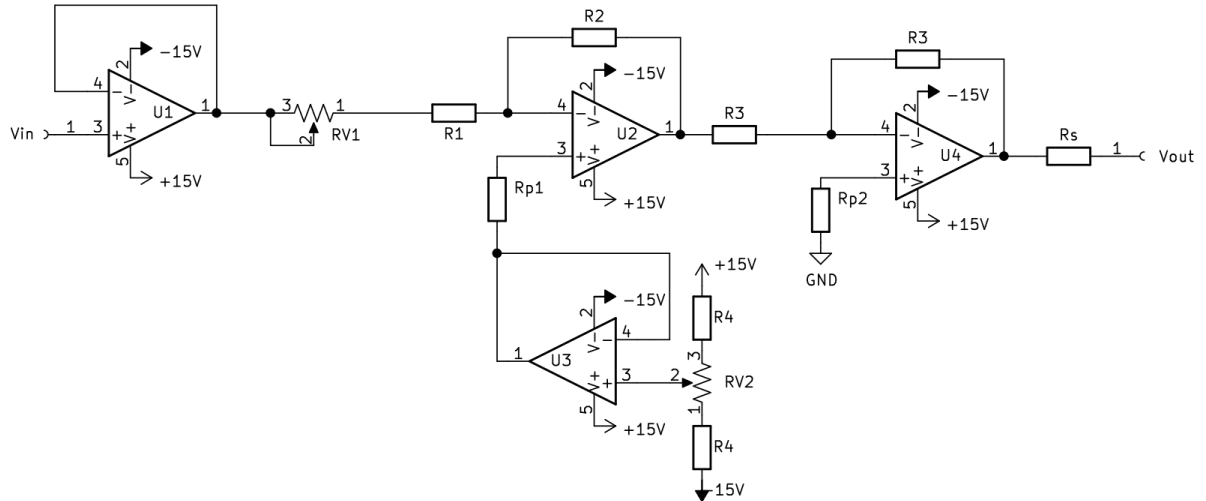 R2
R3
-15V
2
V-
4
-
U1
1
3
+
V+
5
+15V
Vin
1
3
1
2
RV1
R1
-15V
2
V-
4
-
U2
1
3
+
V+
5
+15V
R3
-15V
2
V-
4
-
U4
1
3
+
V+
5
+15V
Rs
1
Vout
Rp1
Rp2
GND
+15V
R4
-15V
2
V-
4
-
U3
1
3
+
V+
5
+15V
3
2
1
RV2
R4
-15V